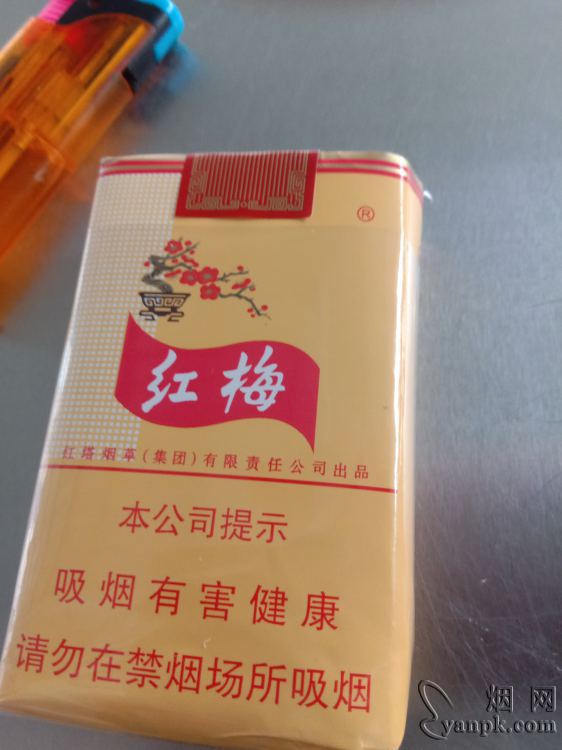 ®
红梅
红塔烟草(集团)有限责任公司出品
本公司提示
吸烟有害健康
请勿在禁烟场所吸烟
烟网
yanpk.com